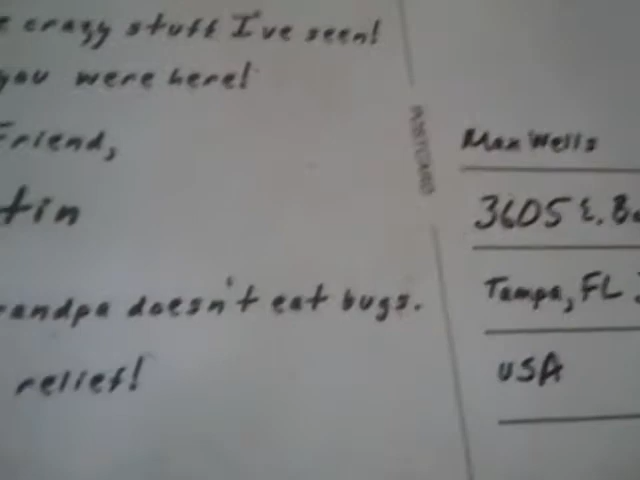 crazy stuff I've seen!
you were here!
Friend,
tin
andpa doesn't eat bugs.
relief!
POSTCARD
Max Wells
3605 E.
Tampa, FL
USA